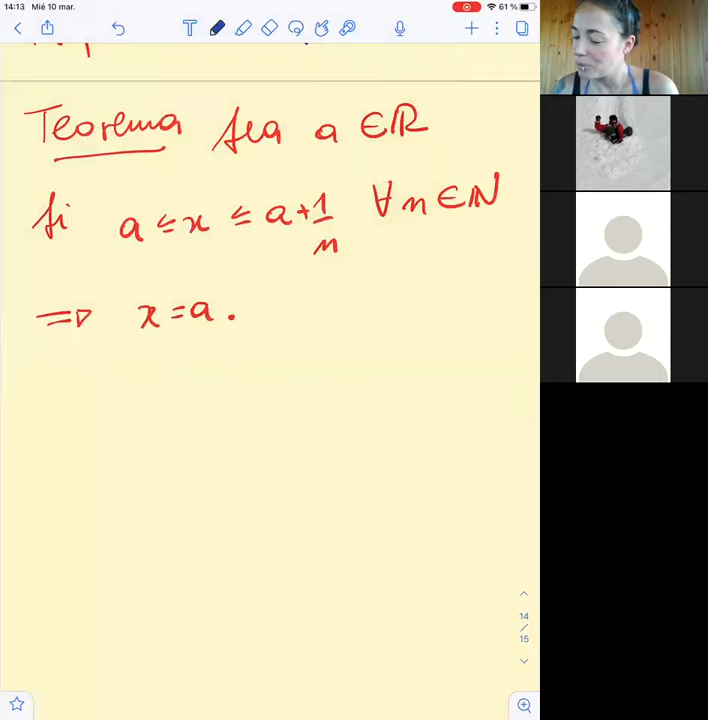 14:13 Mié 10 mar.
61 %
Teorema Sea a ∈ ℝ
Si a ≤ x ≤ a + 1/n ∀ n ∈ ℕ
⇒ x = a .
14
/
15